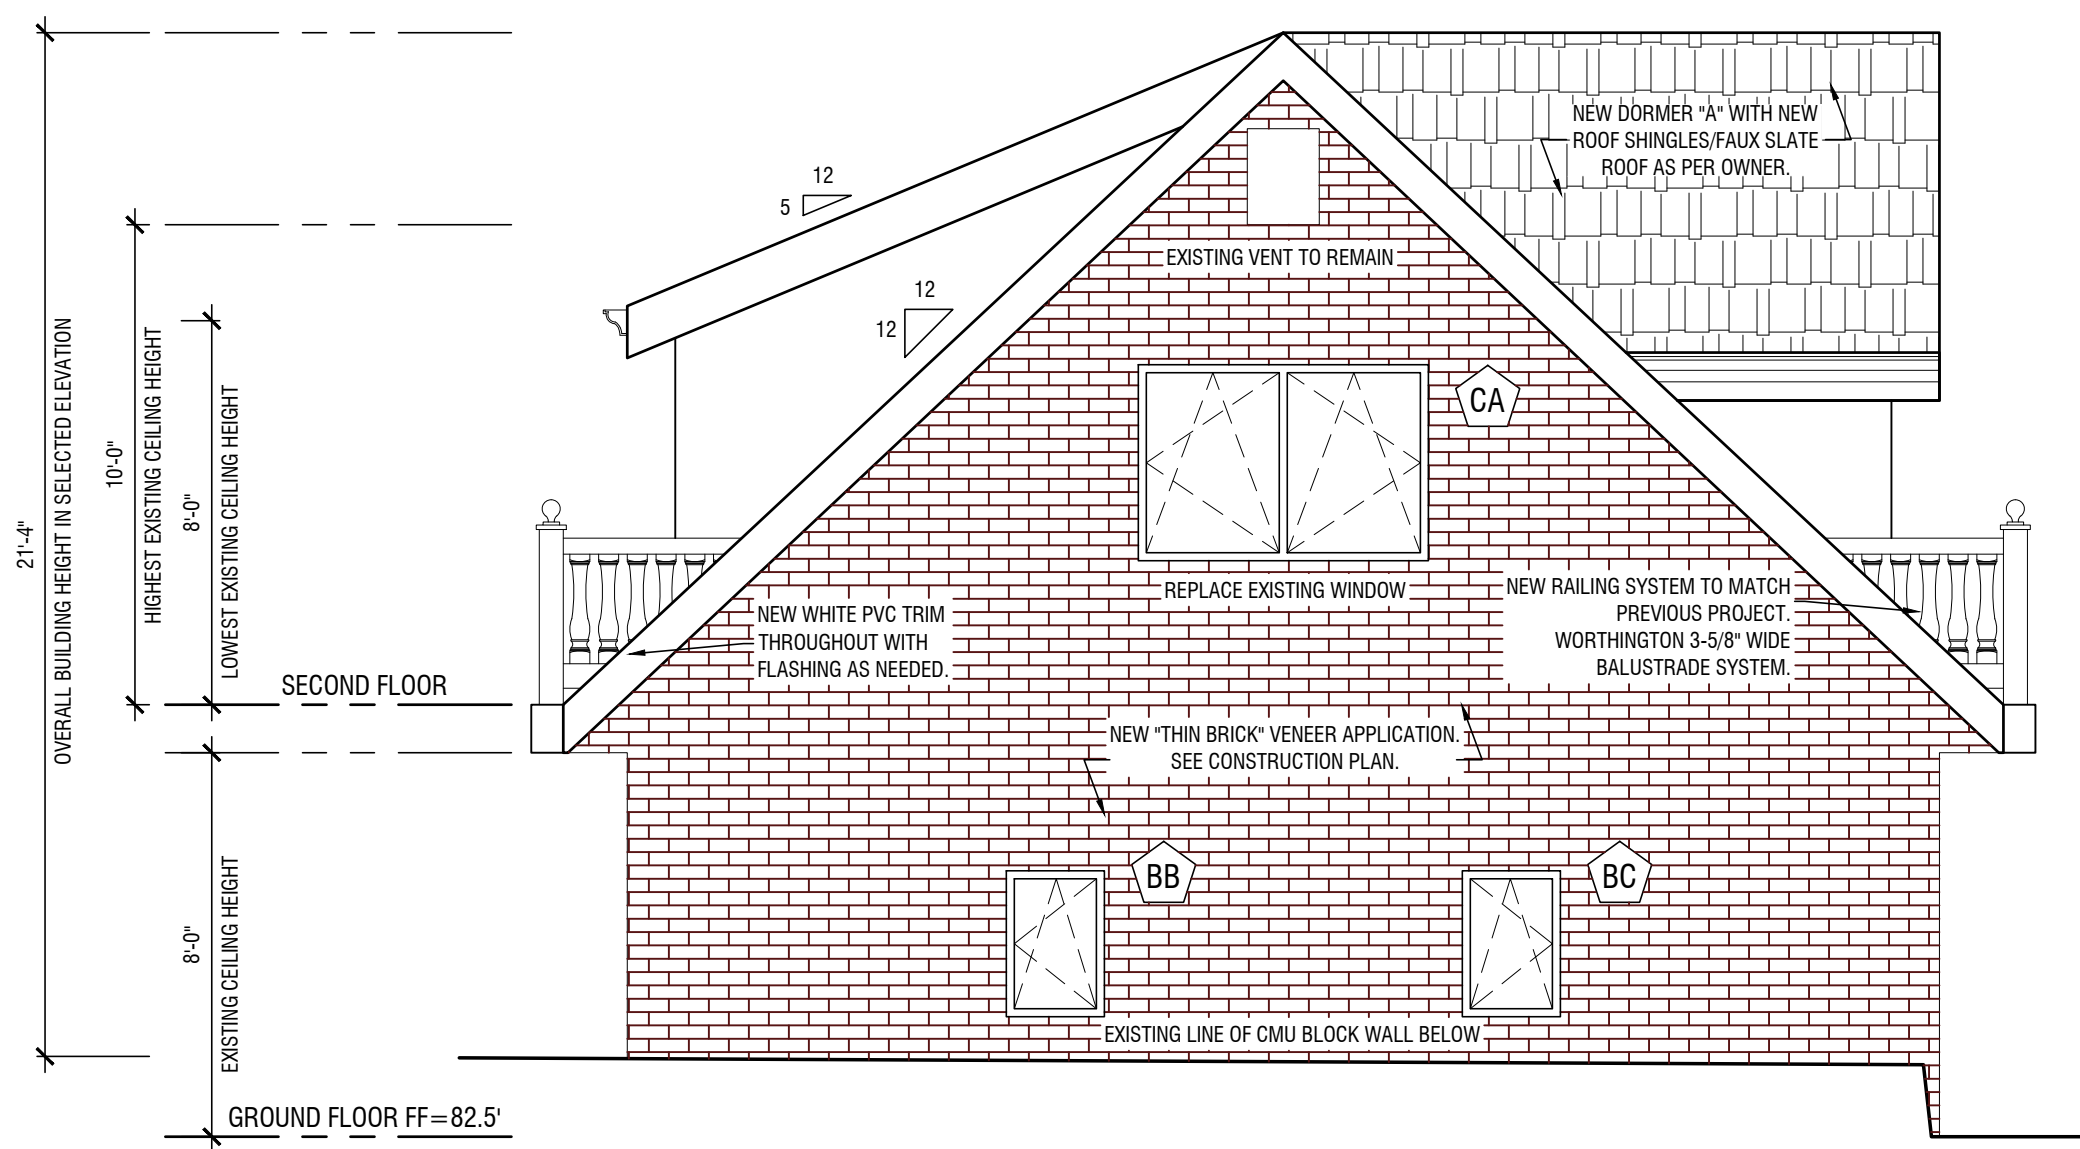 NEW DORMER "A" WITH NEW
ROOF SHINGLES/FAUX SLATE
ROOF AS PER OWNER.
12
5
EXISTING VENT TO REMAIN
12
12
CA
21'-4"
OVERALL BUILDING HEIGHT IN SELECTED ELEVATION
10'-0"
HIGHEST EXISTING CEILING HEIGHT
8'-0"
LOWEST EXISTING CEILING HEIGHT
REPLACE EXISTING WINDOW
NEW WHITE PVC TRIM
THROUGHOUT WITH
FLASHING AS NEEDED.
NEW RAILING SYSTEM TO MATCH
PREVIOUS PROJECT.
WORTHINGTON 3-5/8" WIDE
BALUSTRADE SYSTEM.
SECOND FLOOR
NEW "THIN BRICK" VENEER APPLICATION.
SEE CONSTRUCTION PLAN.
BB
BC
8'-0"
EXISTING CEILING HEIGHT
EXISTING LINE OF CMU BLOCK WALL BELOW
GROUND FLOOR FF=82.5'